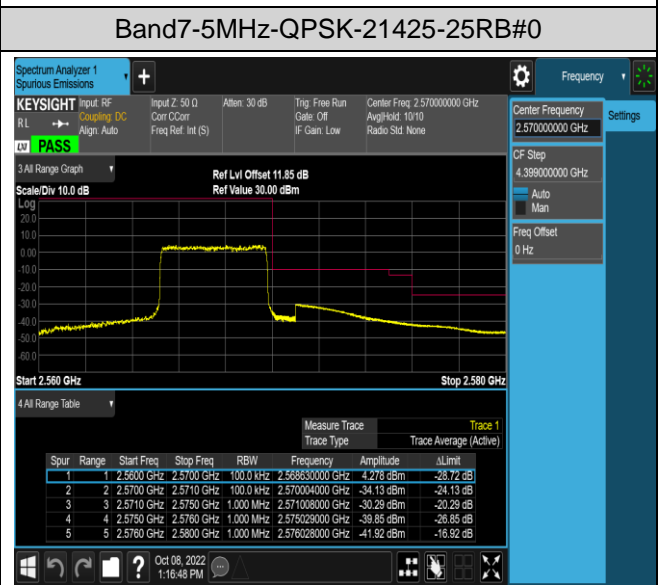 Band7-5MHz-QPSK-21425-25RB#0
Spectrum Analyzer 1
Spurious Emissions
+
Frequency
KEYSIGHT Input: RF Input Z: 50 Ω Atten: 30 dB Trig: Free Run Center Freq: 2.570000000 GHz
RL Coupling: DC Corr CCorr Gate: Off Avg|Hold: 10/10
Align: Auto Freq Ref: Int (S) IF Gain: Low Radio Std: None
LXI PASS
Center Frequency
2.570000000 GHz
Settings
CF Step
4.399000000 GHz
Auto
Man
Freq Offset
0 Hz
3 All Range Graph
Ref Lvl Offset 11.85 dB
Scale/Div 10.0 dB Ref Value 30.00 dBm
Log
20.0
10.0
0.00
-10.0
-20.0
-30.0
-40.0
-50.0
-60.0
Start 2.560 GHz Stop 2.580 GHz
4 All Range Table
Measure Trace Trace 1
Trace Type Trace Average (Active)
Spur Range Start Freq Stop Freq RBW Frequency Amplitude ΔLimit
1 1 2.5600 GHz 2.5700 GHz 100.0 kHz 2.568630000 GHz 4.278 dBm -28.72 dB
2 2 2.5700 GHz 2.5710 GHz 100.0 kHz 2.570004000 GHz -34.13 dBm -24.13 dB
3 3 2.5710 GHz 2.5750 GHz 1.000 MHz 2.571008000 GHz -30.29 dBm -20.29 dB
4 4 2.5750 GHz 2.5760 GHz 1.000 MHz 2.575029000 GHz -39.85 dBm -26.85 dB
5 5 2.5760 GHz 2.5800 GHz 1.000 MHz 2.576028000 GHz -41.92 dBm -16.92 dB
?
Oct 08, 2022
1:16:48 PM